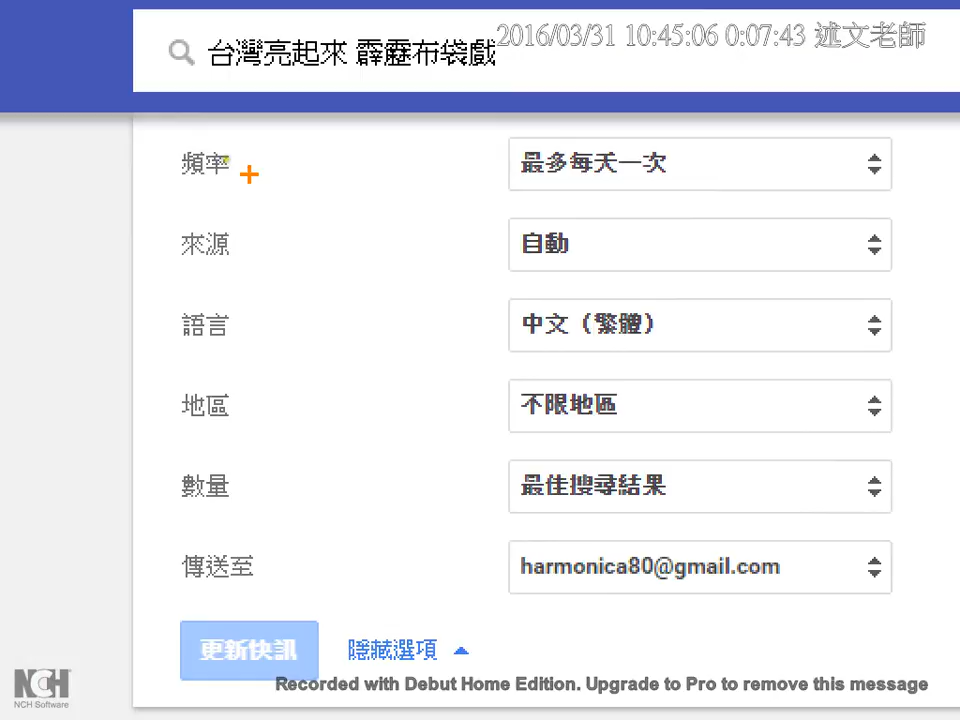 台灣亮起來 霹靂布袋戲
2016/03/31 10:45:06 0:07:43 述文老師
頻率
最多每天一次
來源
自動
語言
中文（繁體）
地區
不限地區
數量
最佳搜尋結果
傳送至
harmonica80@gmail.com
更新快訊
隱藏選項
Recorded with Debut Home Edition. Upgrade to Pro to remove this message
NCH
NCH Software